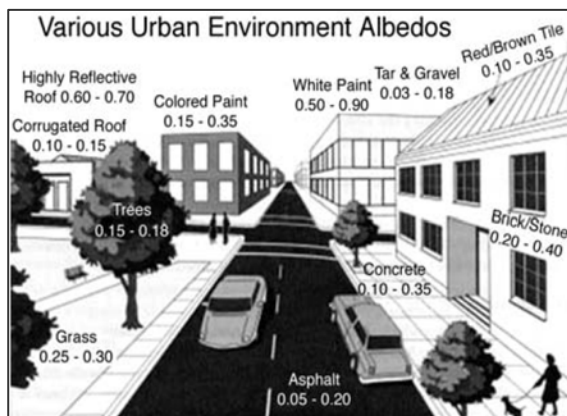 Various Urban Environment Albedos
Highly Reflective
Roof 0.60 - 0.70
Corrugated Roof
0.10 - 0.15
Colored Paint
0.15 - 0.35
White Paint
0.50 - 0.90
Tar & Gravel
0.03 - 0.18
Red/Brown Tile
0.10 - 0.35
Trees
0.15 - 0.18
Brick/Stone
0.20 - 0.40
Concrete
0.10 - 0.35
Grass
0.25 - 0.30
Asphalt
0.05 - 0.20